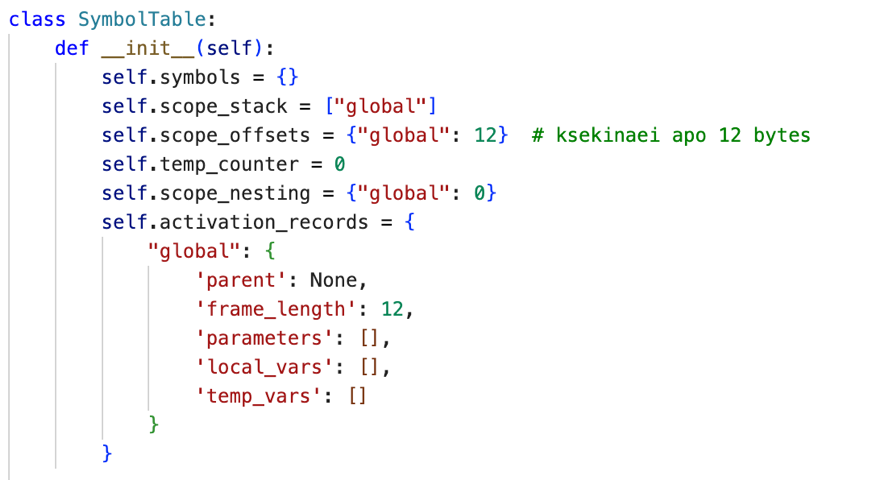 class SymbolTable:
    def __init__(self):
        self.symbols = {}
        self.scope_stack = ["global"]
        self.scope_offsets = {"global": 12}  # ksekinaei apo 12 bytes
        self.temp_counter = 0
        self.scope_nesting = {"global": 0}
        self.activation_records = {
            "global": {
                'parent': None,
                'frame_length': 12,
                'parameters': [],
                'local_vars': [],
                'temp_vars': []
            }
        }